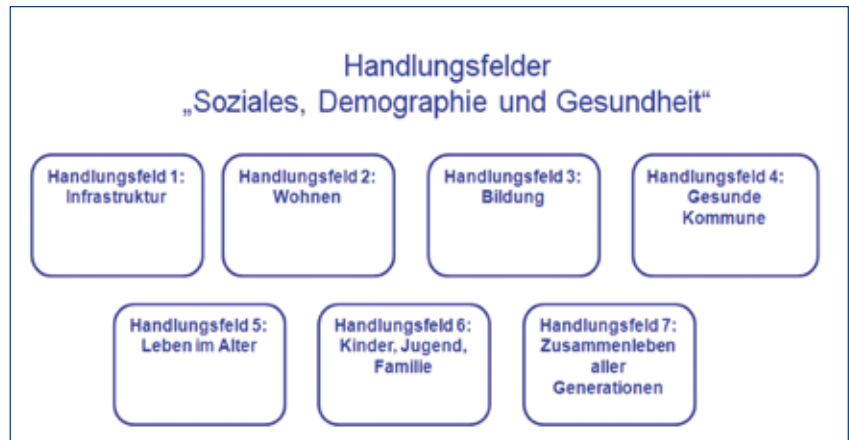 Handlungsfelder
„Soziales, Demographie und Gesundheit“
Handlungsfeld 1:
Infrastruktur
Handlungsfeld 2:
Wohnen
Handlungsfeld 3:
Bildung
Handlungsfeld 4:
Gesunde
Kommune
Handlungsfeld 5:
Leben im Alter
Handlungsfeld 6:
Kinder, Jugend,
Familie
Handlungsfeld 7:
Zusammenleben
aller
Generationen